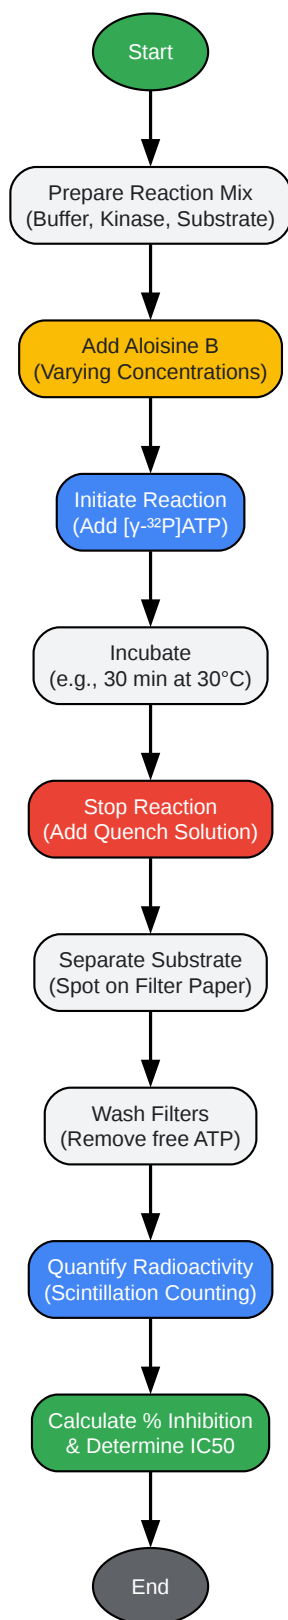 Start
Prepare Reaction Mix
(Buffer, Kinase, Substrate)
Add Aloisine B
(Varying Concentrations)
Initiate Reaction
(Add [γ-³²P]ATP)
Incubate
(e.g., 30 min at 30°C)
Stop Reaction
(Add Quench Solution)
Separate Substrate
(Spot on Filter Paper)
Wash Filters
(Remove free ATP)
Quantify Radioactivity
(Scintillation Counting)
Calculate % Inhibition
& Determine IC50
End